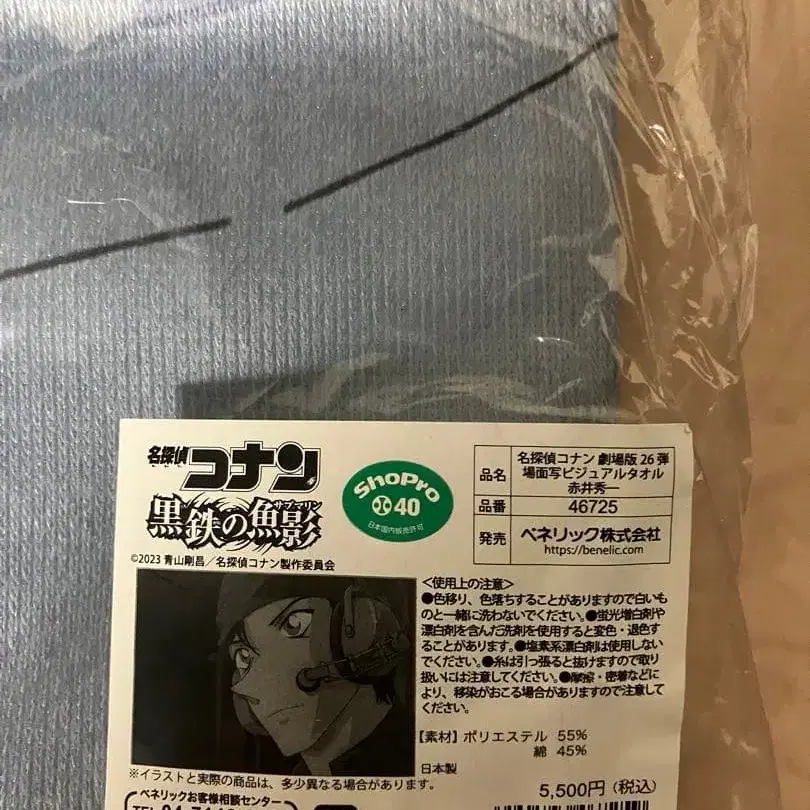 名探偵
コナン
黒鉄の魚影
サブマリン
©2023 青山剛昌／名探偵コナン製作委員会
ShoPro
40
日本国内販売許可
品名
名探偵コナン 劇場版 26 弾
場面写ビジュアルタオル
赤井秀一
品番
46725
発売
ベネリック株式会社
https://benelic.com
＜使用上の注意＞
●色移り、色落ちすることがありますので白いも
のと一緒に洗わないでください。●蛍光増白剤や
漂白剤を含んだ洗剤を使用すると変色・退色す
ることがあります。●塩素系漂白剤は使用しない
でください。●糸は引っ張ると抜けますので取り
扱いには注意してください。●摩擦・密着などに
より、移染がおこる場合がありますので注意して
ください。
【素材】ポリエステル 55%
綿 45%
日本製
5,500円（税込）
※イラストと実際の商品は、多少異なる場合があります。
ベネリックお客様相談センター